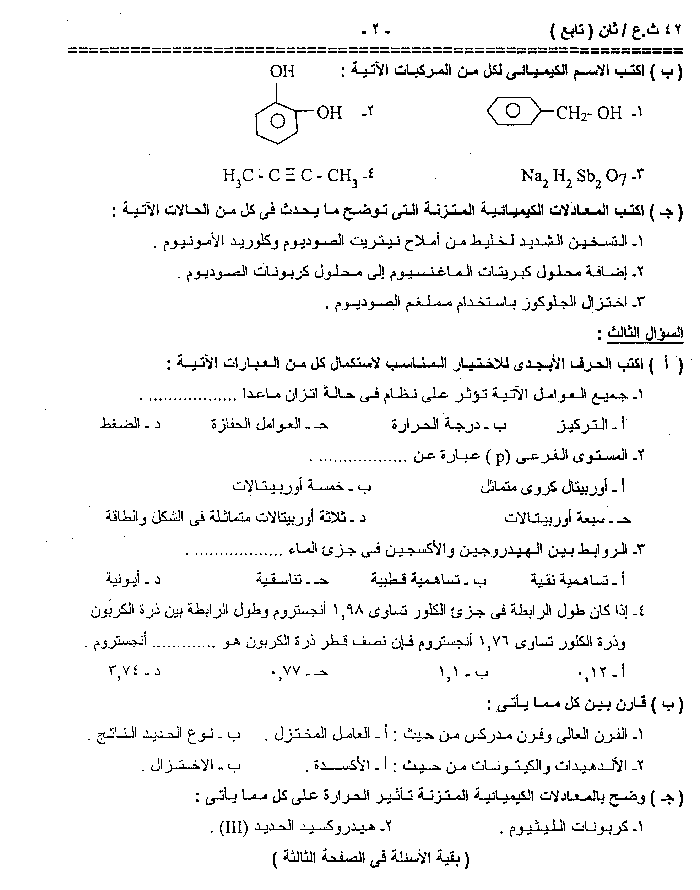 ٤٢ ث.ع / ثان ( تابع ) - ٢ -
( ب ) اكتب الاسم الكيميائى لكل من المركبات الآتية :
OH
١- CH2- OH ٢- OH
٣- Na2 H2 Sb2 O7 ٤- H3C - C Ξ C - CH3
( جـ ) اكتب المعادلات الكيميائية المتزنة التى توضح ما يحدث فى كل من الحالات الآتية :
١- التسخين الشديد لخليط من أملاح نيتريت الصوديوم وكلوريد الأمونيوم .
٢- إضافة محلول كبريتات الماغنسيوم إلى محلول كربونات الصوديوم .
٣- اختزال الجلوكوز باستخدام مملغم الصوديوم .
السؤال الثالث :
( أ ) اكتب الحرف الأبجدى للاختيار المناسب لاستكمال كل من العبارات الآتية :
١- جميع العوامل الآتية تؤثر على نظام فى حالة اتزان ماعدا .................. .
أ - التركيز ب - درجة الحرارة حـ - العوامل الحفازة د - الضغط
٢- المستوى الفرعى (p) عبارة عن .................. .
أ - أوربيتال كروى متماثل ب - خمسة أوربيتالات
حـ - سبعة أوربيتالات د - ثلاثة أوربيتالات متماثلة فى الشكل والطاقة
٣- الروابط بين الهيدروجين والأكسجين فى جزئ الماء .................. .
أ - تساهمية نقية ب - تساهمية قطبية حـ - تناسقية د - أيونية
٤- إذا كان طول الرابطة فى جزئ الكلور تساوى ١,٩٨ أنجستروم وطول الرابطة بين ذرة الكربون
وذرة الكلور تساوى ١,٧٦ أنجستروم فإن نصف قطر ذرة الكربون هو ............. أنجستروم .
أ - ٠,١٢ ب - ١,١ حـ - ٠,٧٧ د - ٣,٧٤
( ب ) قارن بين كل مما يأتى :
١- الفرن العالى وفرن مدركس من حيث : أ - العامل المختزل . ب - نوع الحديد الناتج .
٢- الألدهيدات والكيتونات من حيث : أ - الأكسدة . ب - الاختزال .
( جـ ) وضح بالمعادلات الكيميائية المتزنة تأثير الحرارة على كل مما يأتى :
١- كربونات الليثيوم . ٢- هيدروكسيد الحديد (III) .
( بقية الأسئلة فى الصفحة الثالثة )